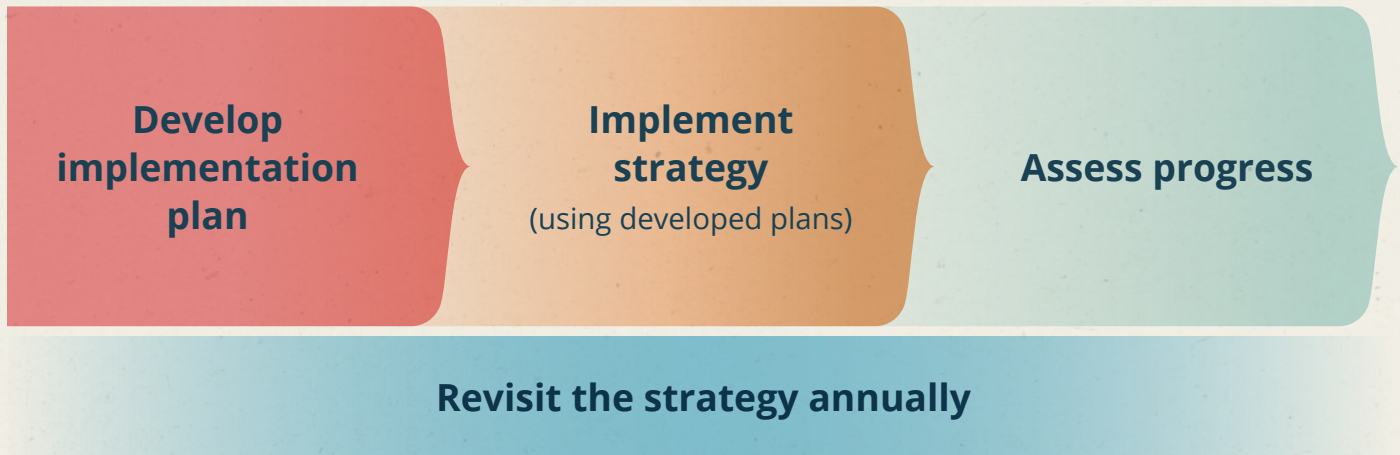 Develop
implementation
plan
Implement
strategy
(using developed plans)
Assess progress
Revisit the strategy annually